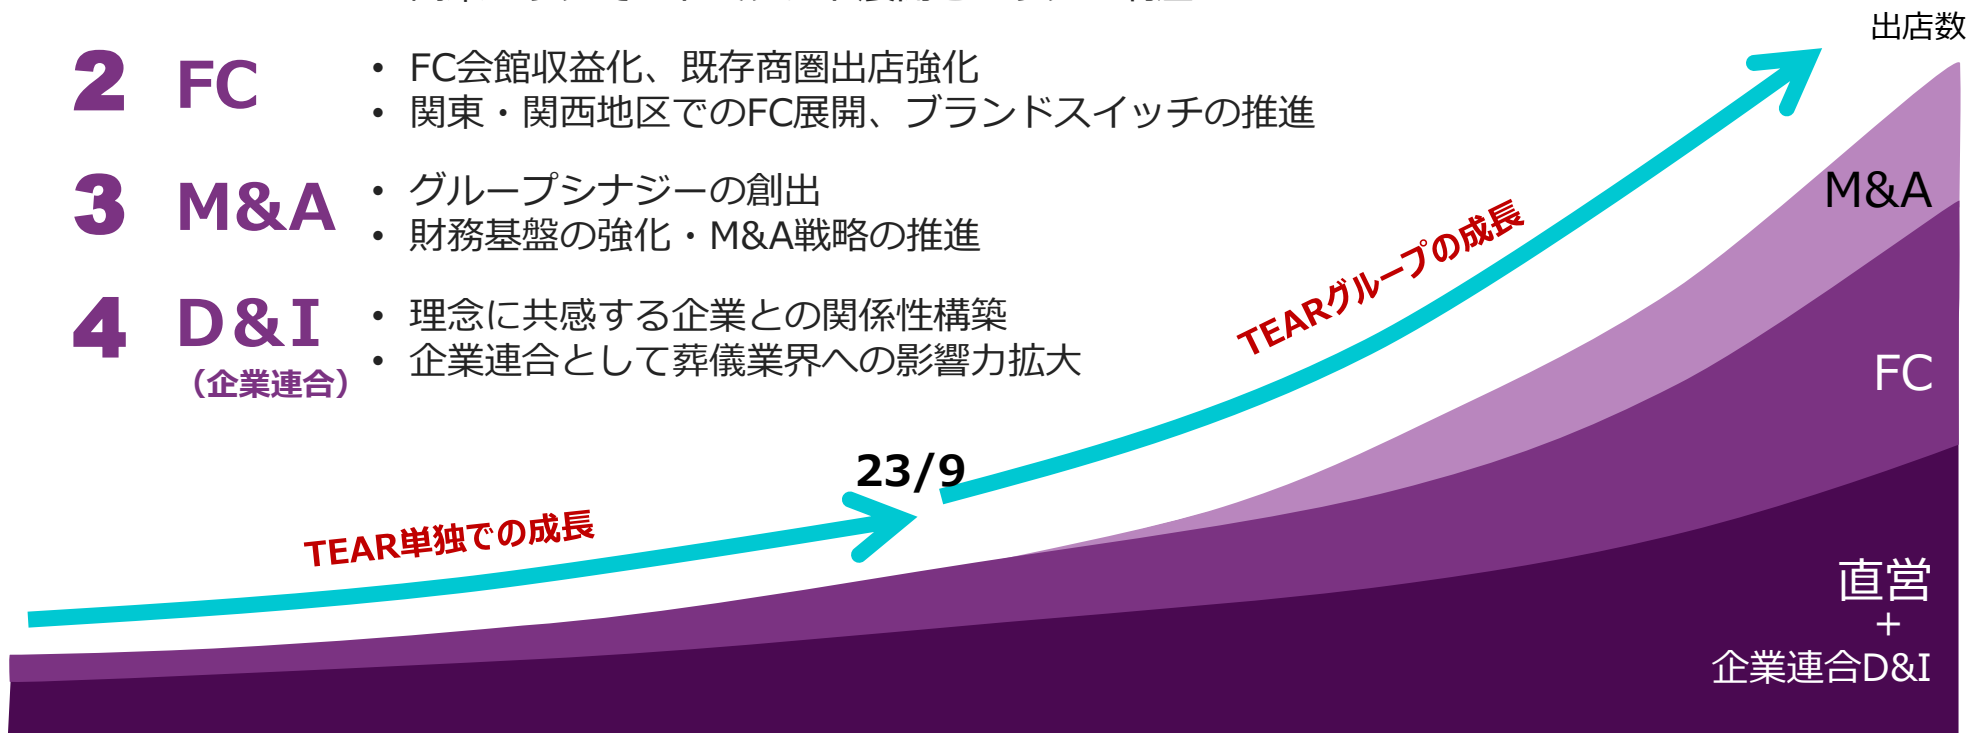 出店数
2 FC
• FC会館収益化、既存商圏出店強化
• 関東・関西地区でのFC展開、ブランドスイッチの推進
3 M&A
• グループシナジーの創出
• 財務基盤の強化・M&A戦略の推進
4 D&I
（企業連合）
• 理念に共感する企業との関係性構築
• 企業連合として葬儀業界への影響力拡大
TEAR単独での成長
23/9
TEARグループの成長
M&A
FC
直営
+
企業連合D&I